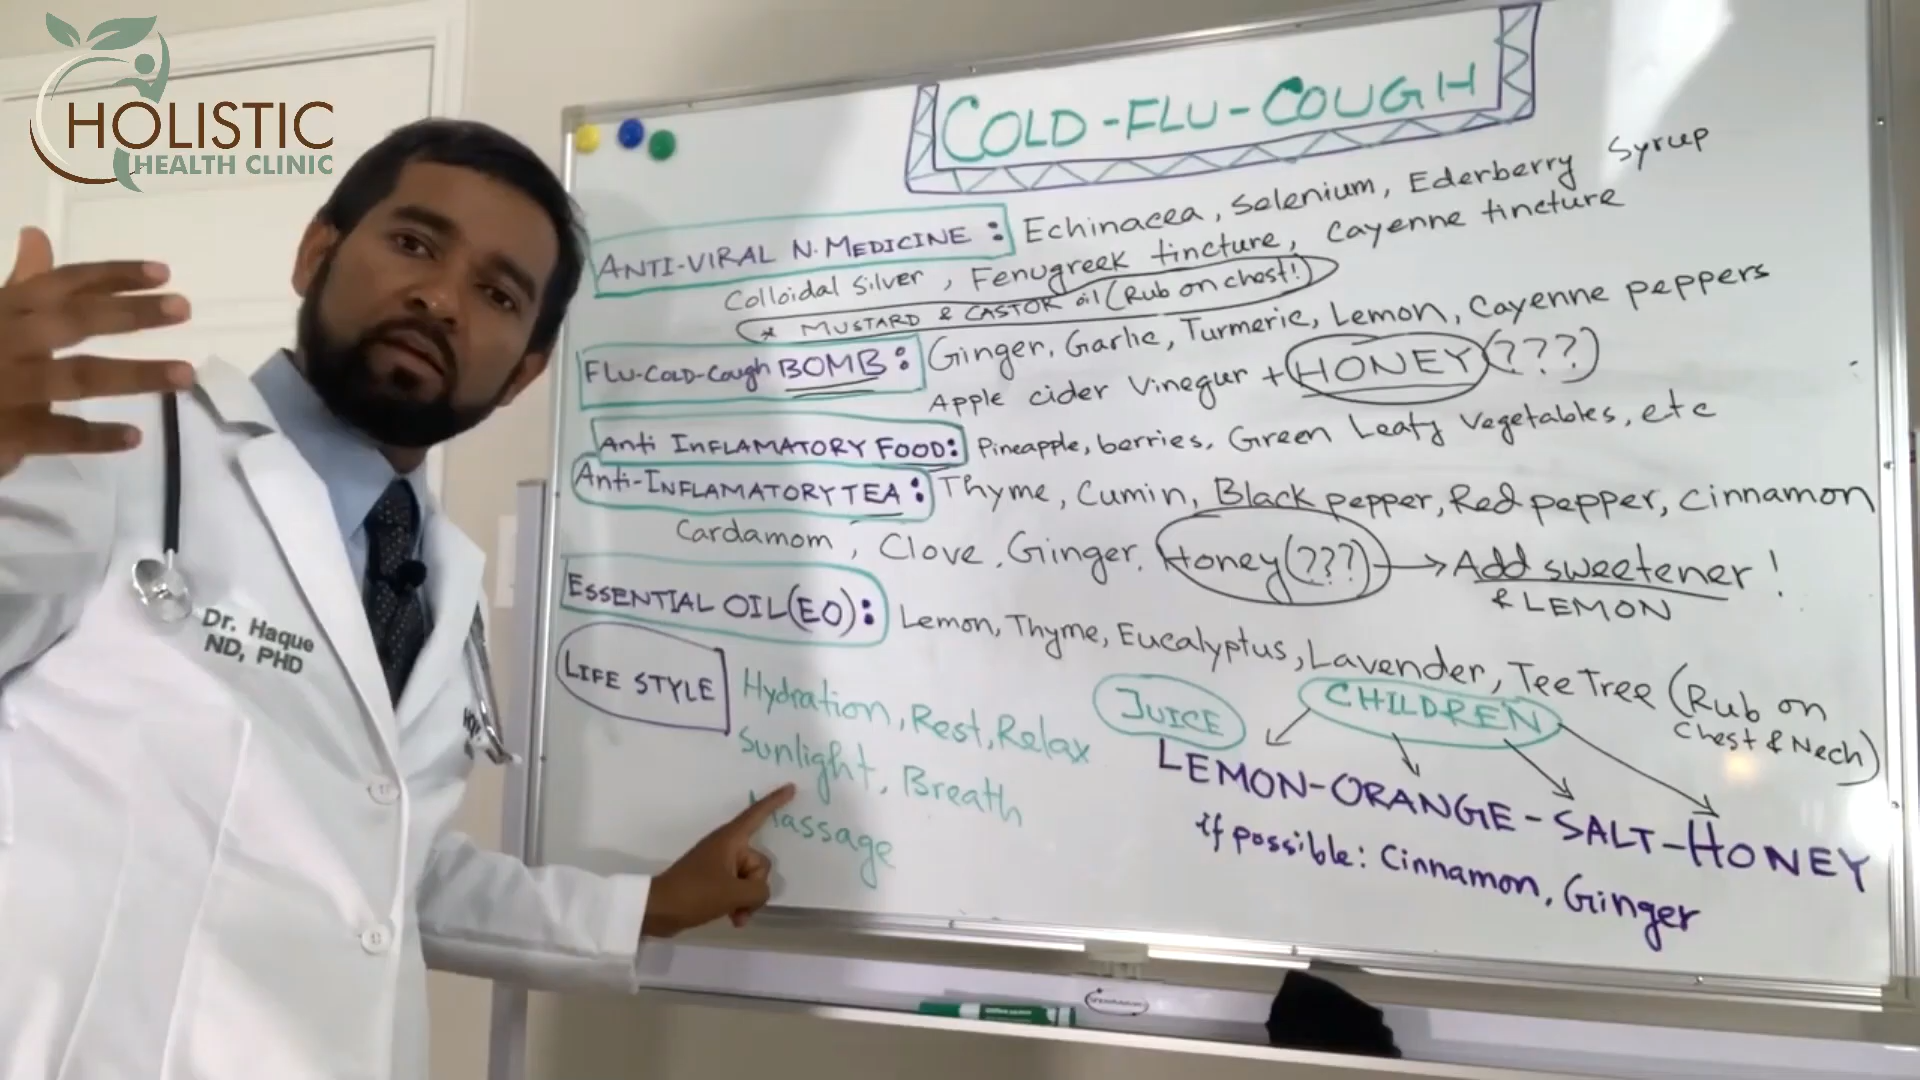 HOLISTIC
HEALTH CLINIC
Dr. Haque
ND, PHD
COLD-FLU-COUGH
ANTI-VIRAL N. MEDICINE: Echinacea, Selenium, Ederberry Syrup
Colloidal Silver, Fenugreek tincture, Cayenne tincture
* MUSTARD & CASTOR oil (Rub on chest!)
FLU-COLD-Cough BOMB: Ginger, Garlic, Turmeric, Lemon, Cayenne peppers
Apple cider Vinegur + HONEY (???)
Anti INFLAMATORY FOOD: Pineapple, berries, Green Leafy Vegetables, etc
Anti-INFLAMATORY TEA: Thyme, Cumin, Black pepper, Red pepper, Cinnamon
Cardamom, Clove, Ginger, Honey(???) → Add sweetener!
& LEMON
ESSENTIAL OIL(EO): Lemon, Thyme, Eucalyptus, Lavender, Tee Tree (Rub on
Chest & Nech)
LIFE STYLE
Hydration, Rest, Relax
Sunlight, Breath
Massage
JUICE
CHILDREN
LEMON-ORANGE-SALT-HONEY
if possible: Cinnamon, Ginger